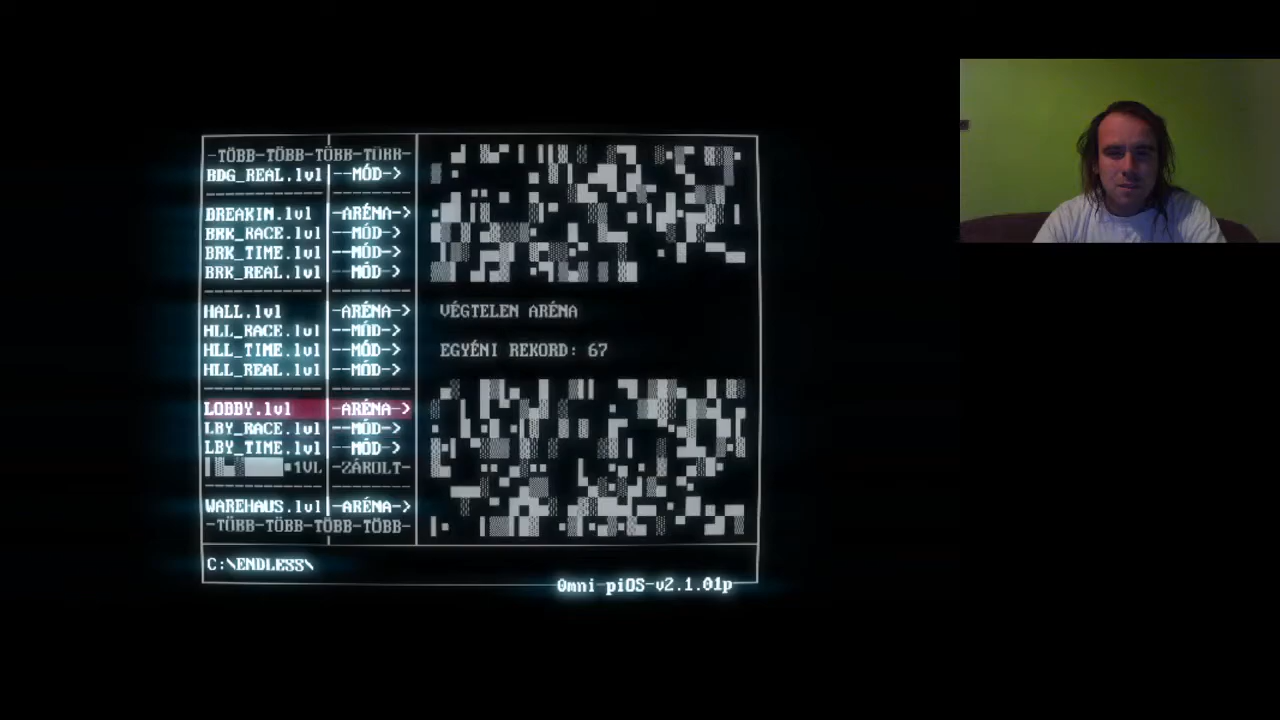 -TÖBB-TÖBB-TÖBB-TÖBB-
BDG_REAL.lvl --MÓD->
BREAKIN.lvl -ARÉNA->
BRK_RACE.lvl --MÓD->
BRK_TIME.lvl --MÓD->
BRK_REAL.lvl --MÓD->
HALL.lvl -ARÉNA->
HLL_RACE.lvl --MÓD->
HLL_TIME.lvl --MÓD->
HLL_REAL.lvl --MÓD->
LOBBY.lvl -ARÉNA->
LBY_RACE.lvl --MÓD->
LBY_TIME.lvl --MÓD->
-ZÁROLT-
WAREHAUS.lvl -ARÉNA->
-TÖBB-TÖBB-TÖBB-TÖBB-
VÉGTELEN ARÉNA
EGYÉNI REKORD: 67
C:\ENDLESS\
Omni piOS-v2.1.01p